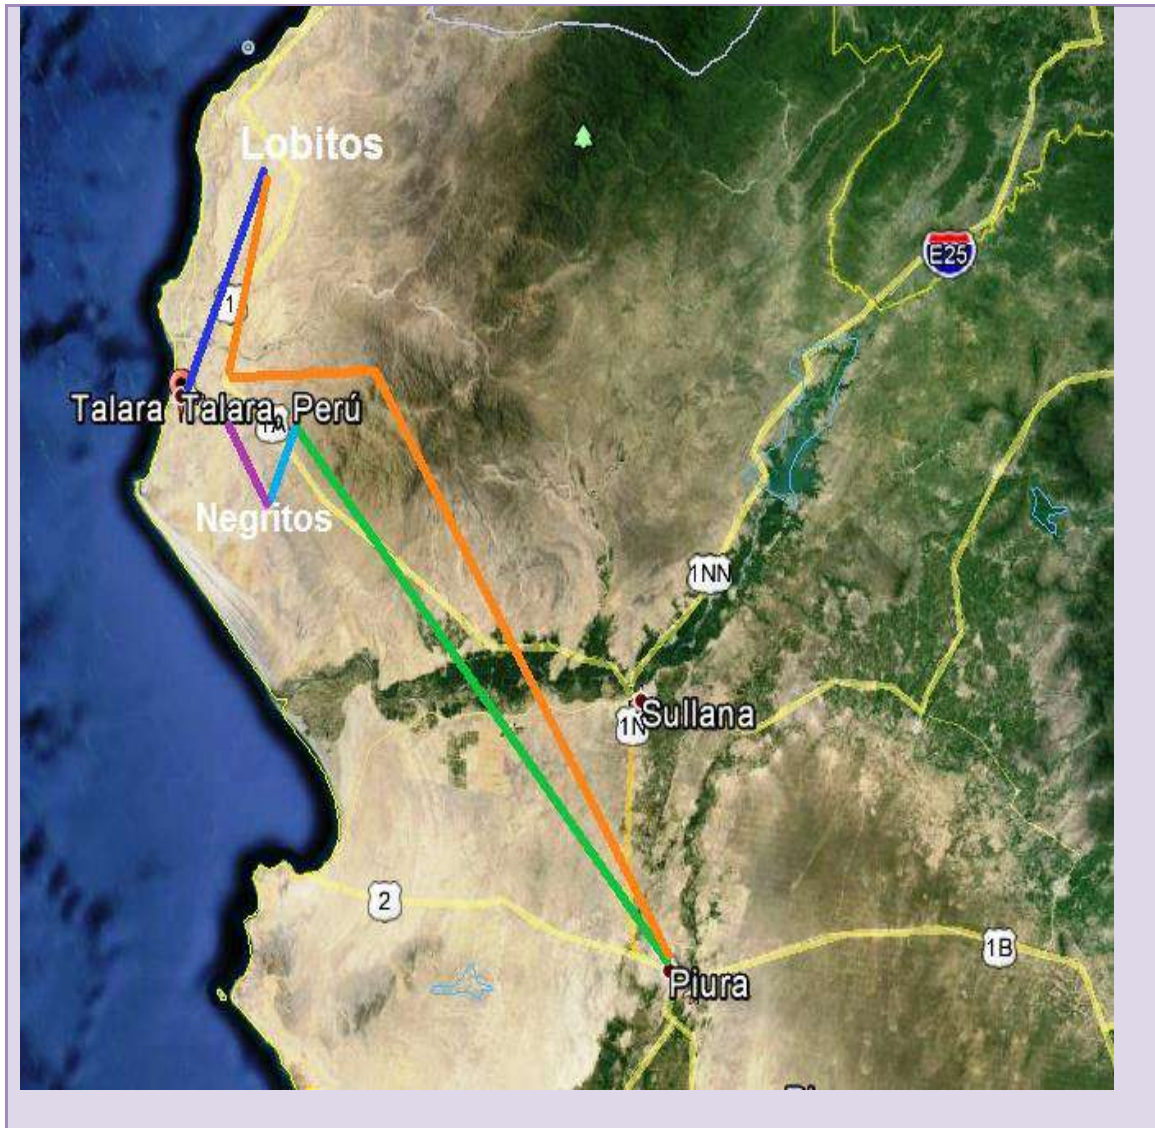 Lobitos
E25
1
Talara Talara, Perú
1A
Negritos
1NN
Sullana
1N
2
1B
Piura